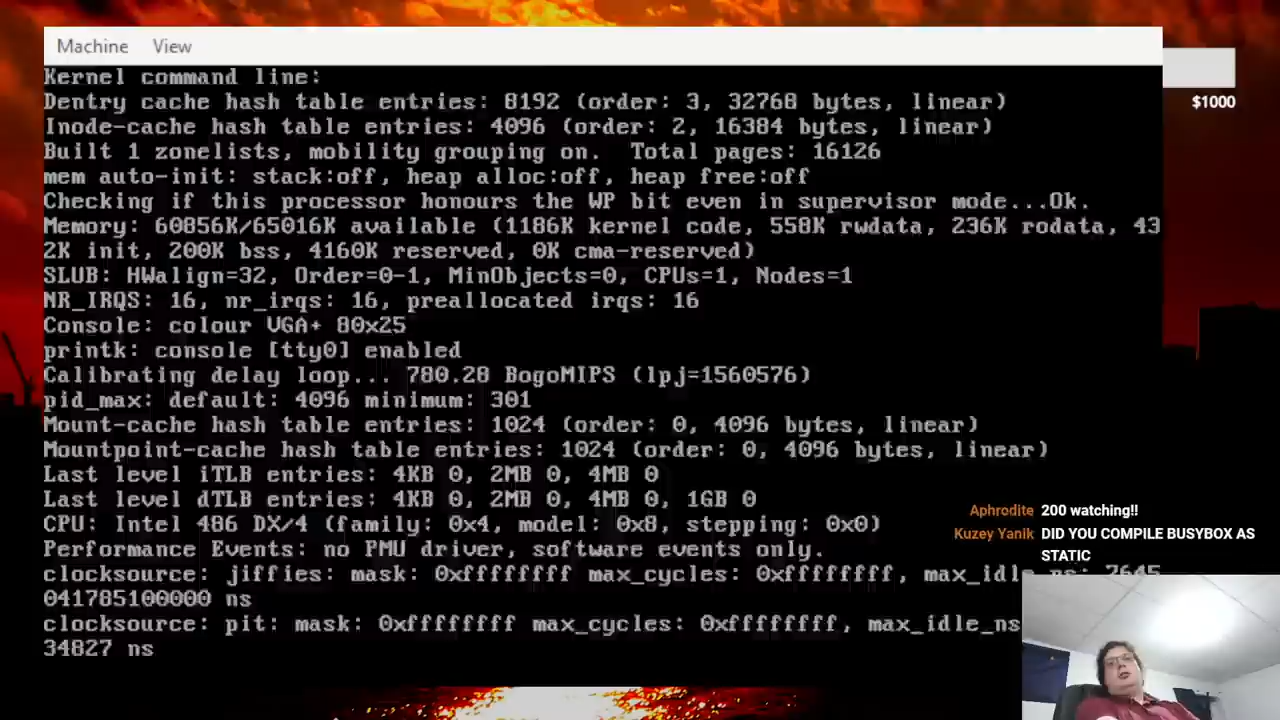 Machine View
Kernel command line:
$1000
Dentry cache hash table entries: 8192 (order: 3, 32768 bytes, linear)
Inode-cache hash table entries: 4096 (order: 2, 16384 bytes, linear)
Built 1 zonelists, mobility grouping on.  Total pages: 16126
mem auto-init: stack:off, heap alloc:off, heap free:off
Checking if this processor honours the WP bit even in supervisor mode...Ok.
Memory: 60856K/65016K available (1186K kernel code, 558K rwdata, 236K rodata, 43
2K init, 200K bss, 4160K reserved, 0K cma-reserved)
SLUB: HWalign=32, Order=0-1, MinObjects=0, CPUs=1, Nodes=1
NR_IRQS: 16, nr_irqs: 16, preallocated irqs: 16
Console: colour VGA+ 80x25
printk: console [tty0] enabled
Calibrating delay loop... 780.28 BogoMIPS (lpj=1560576)
pid_max: default: 4096 minimum: 301
Mount-cache hash table entries: 1024 (order: 0, 4096 bytes, linear)
Mountpoint-cache hash table entries: 1024 (order: 0, 4096 bytes, linear)
Last level iTLB entries: 4KB 0, 2MB 0, 4MB 0
Last level dTLB entries: 4KB 0, 2MB 0, 4MB 0, 1GB 0
CPU: Intel 486 DX/4 (family: 0x4, model: 0x8, stepping: 0x0)
Performance Events: no PMU driver, software events only.
clocksource: jiffies: mask: 0xffffffff max_cycles: 0xffffffff, max_idle_ns: 7645
041785100000 ns
clocksource: pit: mask: 0xffffffff max_cycles: 0xffffffff, max_idle_ns
34827 ns
Aphrodite 200 watching!!
Kuzey Yanik DID YOU COMPILE BUSYBOX AS
STATIC